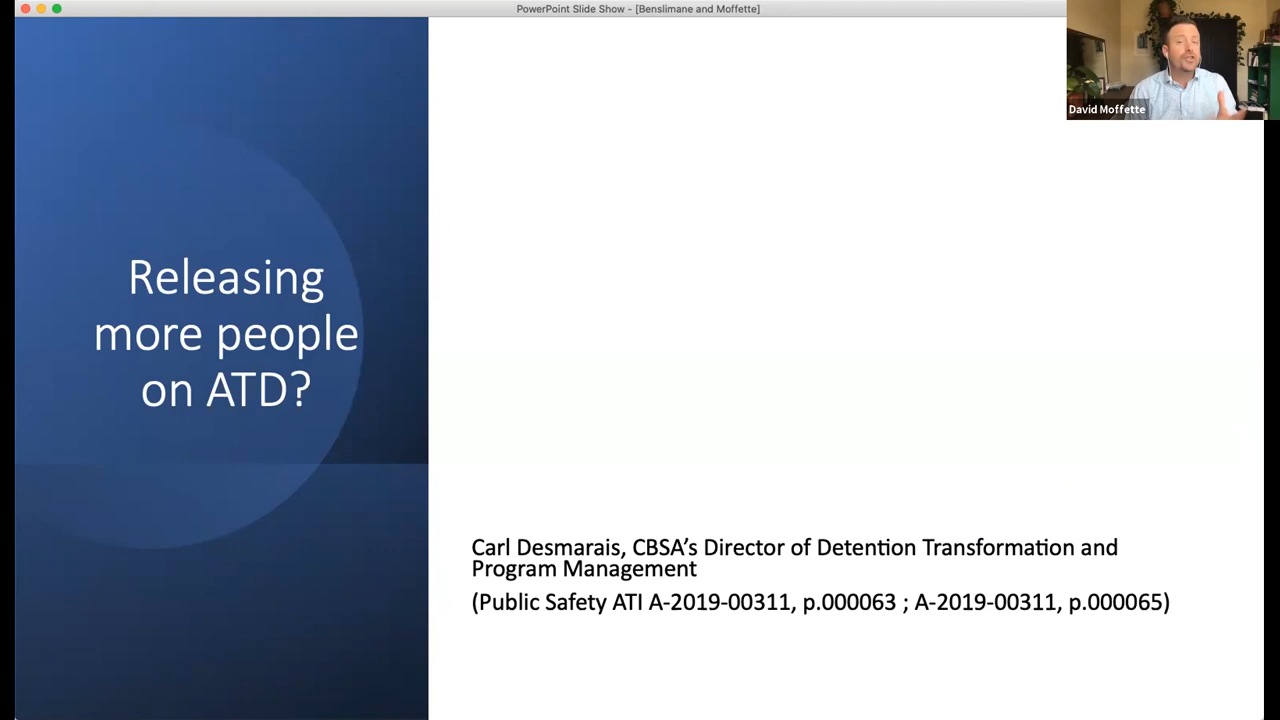 PowerPoint Slide Show - [Benslimane and Moffette]
David Moffette
Releasing
more people
on ATD?
Carl Desmarais, CBSA's Director of Detention Transformation and
Program Management
(Public Safety ATI A-2019-00311, p.000063 ; A-2019-00311, p.000065)